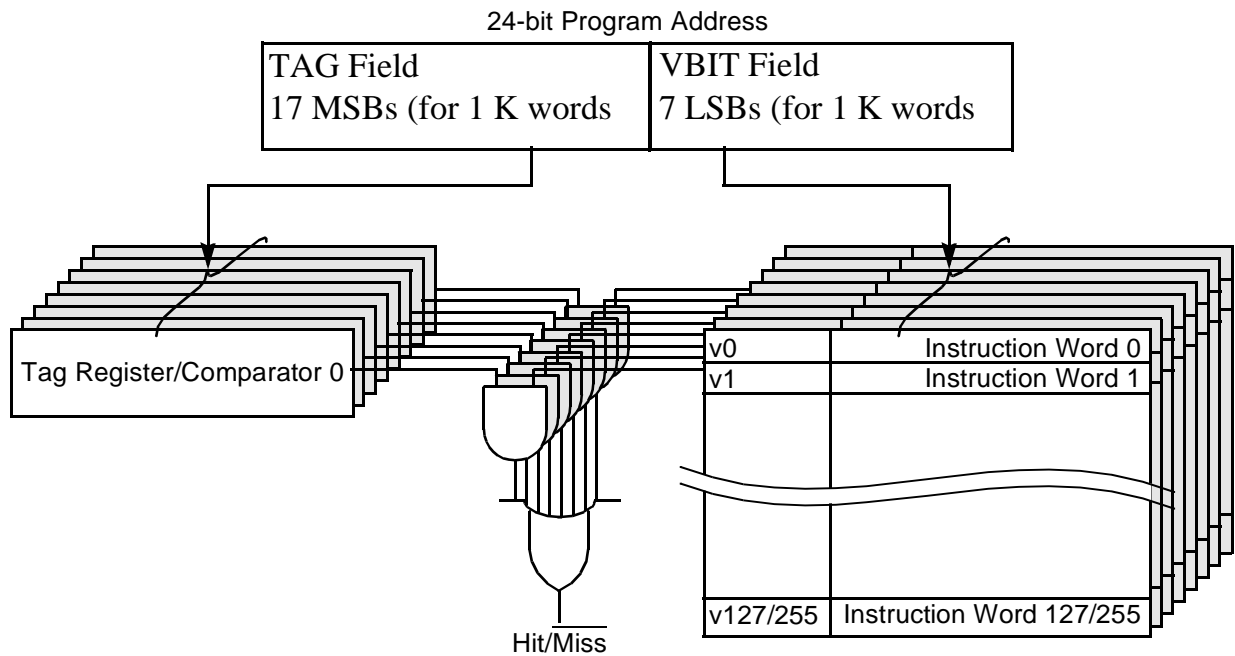 24-bit Program Address
TAG Field
17 MSBs (for 1 K words
VBIT Field
7 LSBs (for 1 K words
Tag Register/Comparator 0
v0 Instruction Word 0
v1 Instruction Word 1
v127/255 Instruction Word 127/255
Hit/Miss